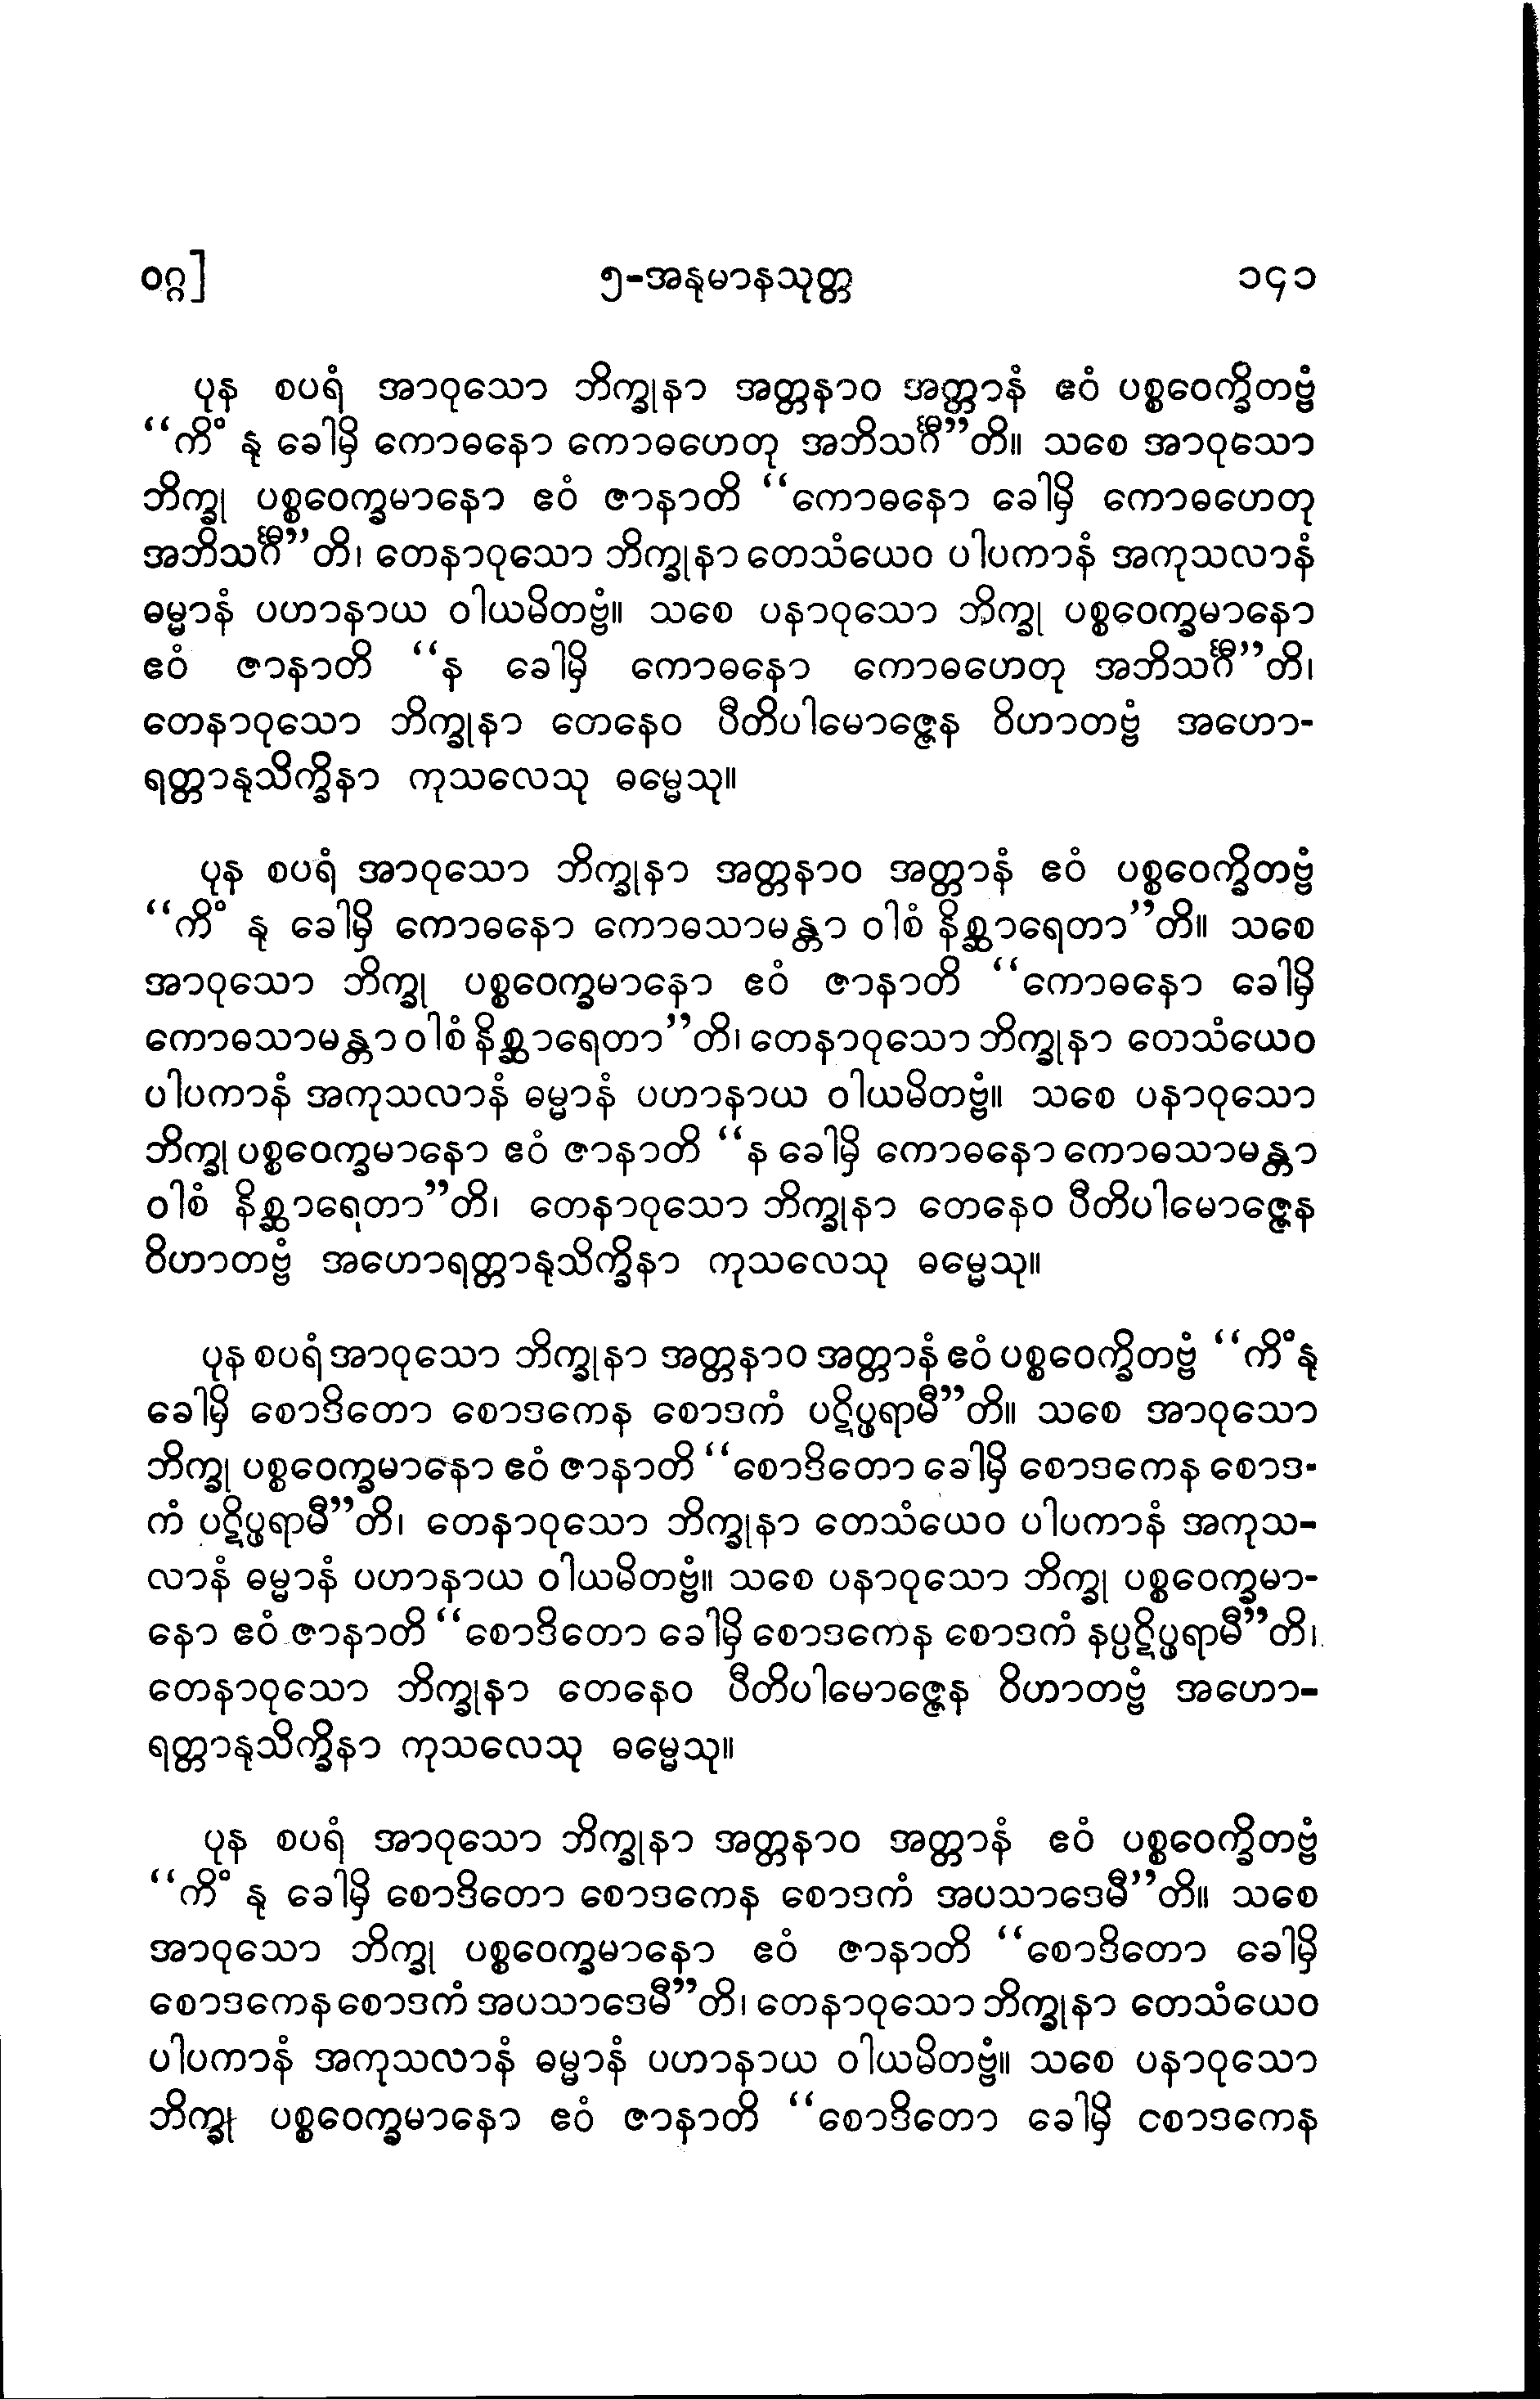 ဝဂ္ဂ]
၅-အနုမာနသုတ္တ
၁၄၁
ပုန စပရံ အာဝုသော ဘိက္ခုနာ အတ္တနာဝ အတ္တာနံ ဧဝံ ပစ္စဝေက္ခိတဗ္ဗံ
“ကိံ နု ခေါမှိ ကောဓနော ကောဓဟေတု အဘိသင်္ဂီ”တိ။ သစေ အာဝုသော
ဘိက္ခု ပစ္စဝေက္ခမာနော ဧဝံ ဇာနာတိ “ကောဓနော ခေါမှိ ကောဓဟေတု
အဘိသင်္ဂီ”တိ၊ တေနာဝုသော ဘိက္ခုနာ တေသံယေဝ ပါပကာနံ အကုသလာနံ
ဓမ္မာနံ ပဟာနာယ ဝါယမိတဗ္ဗံ။ သစေ ပနာဝုသော ဘိက္ခု ပစ္စဝေက္ခမာနော
ဧဝံ ဇာနာတိ “န ခေါမှိ ကောဓနော ကောဓဟေတု အဘိသင်္ဂီ”တိ၊
တေနာဝုသော ဘိက္ခုနာ တေနေဝ ပီတိပါမောဇ္ဇေန ဝိဟာတဗ္ဗံ အဟော-
ရတ္တာနုသိက္ခိနာ ကုသလေသု ဓမ္မေသု။
ပုန စပရံ အာဝုသော ဘိက္ခုနာ အတ္တနာဝ အတ္တာနံ ဧဝံ ပစ္စဝေက္ခိတဗ္ဗံ
“ကိံ နု ခေါမှိ ကောဓနော ကောဓသာမန္တာ ဝါစံ နိစ္ဆာရေတာ”တိ။ သစေ
အာဝုသော ဘိက္ခု ပစ္စဝေက္ခမာနော ဧဝံ ဇာနာတိ “ကောဓနော ခေါမှိ
ကောဓသာမန္တာ ဝါစံ နိစ္ဆာရေတာ”တိ၊ တေနာဝုသော ဘိက္ခုနာ တေသံယေဝ
ပါပကာနံ အကုသလာနံ ဓမ္မာနံ ပဟာနာယ ဝါယမိတဗ္ဗံ။ သစေ ပနာဝုသော
ဘိက္ခု ပစ္စဝေက္ခမာနော ဧဝံ ဇာနာတိ “န ခေါမှိ ကောဓနော ကောဓသာမန္တာ
ဝါစံ နိစ္ဆာရေတာ”တိ၊ တေနာဝုသော ဘိက္ခုနာ တေနေဝ ပီတိပါမောဇ္ဇေန
ဝိဟာတဗ္ဗံ အဟောရတ္တာနုသိက္ခိနာ ကုသလေသု ဓမ္မေသု။
ပုန စပရံ အာဝုသော ဘိက္ခုနာ အတ္တနာဝ အတ္တာနံ ဧဝံ ပစ္စဝေက္ခိတဗ္ဗံ “ကိံ နု
ခေါမှိ စောဒိတော စောဒကေန စောဒကံ ပဋိပ္ဖရာမီ”တိ။ သစေ အာဝုသော
ဘိက္ခု ပစ္စဝေက္ခမာနော ဧဝံ ဇာနာတိ “စောဒိတော ခေါမှိ စောဒကေန စောဒ-
ကံ ပဋိပ္ဖရာမီ”တိ၊ တေနာဝုသော ဘိက္ခုနာ တေသံယေဝ ပါပကာနံ အကုသ-
လာနံ ဓမ္မာနံ ပဟာနာယ ဝါယမိတဗ္ဗံ။ သစေ ပနာဝုသော ဘိက္ခု ပစ္စဝေက္ခမာ-
နော ဧဝံ ဇာနာတိ “စောဒိတော ခေါမှိ စောဒကေန စောဒကံ နပ္ပဋိပ္ဖရာမီ”တိ၊
တေနာဝုသော ဘိက္ခုနာ တေနေဝ ပီတိပါမောဇ္ဇေန ဝိဟာတဗ္ဗံ အဟော-
ရတ္တာနုသိက္ခိနာ ကုသလေသု ဓမ္မေသု။
ပုန စပရံ အာဝုသော ဘိက္ခုနာ အတ္တနာဝ အတ္တာနံ ဧဝံ ပစ္စဝေက္ခိတဗ္ဗံ
“ကိံ နု ခေါမှိ စောဒိတော စောဒကေန စောဒကံ အပသာဒေမီ”တိ။ သစေ
အာဝုသော ဘိက္ခု ပစ္စဝေက္ခမာနော ဧဝံ ဇာနာတိ “စောဒိတော ခေါမှိ
စောဒကေန စောဒကံ အပသာဒေမီ”တိ၊ တေနာဝုသော ဘိက္ခုနာ တေသံယေဝ
ပါပကာနံ အကုသလာနံ ဓမ္မာနံ ပဟာနာယ ဝါယမိတဗ္ဗံ။ သစေ ပနာဝုသော
ဘိက္ခု ပစ္စဝေက္ခမာနော ဧဝံ ဇာနာတိ “စောဒိတော ခေါမှိ စောဒကေန